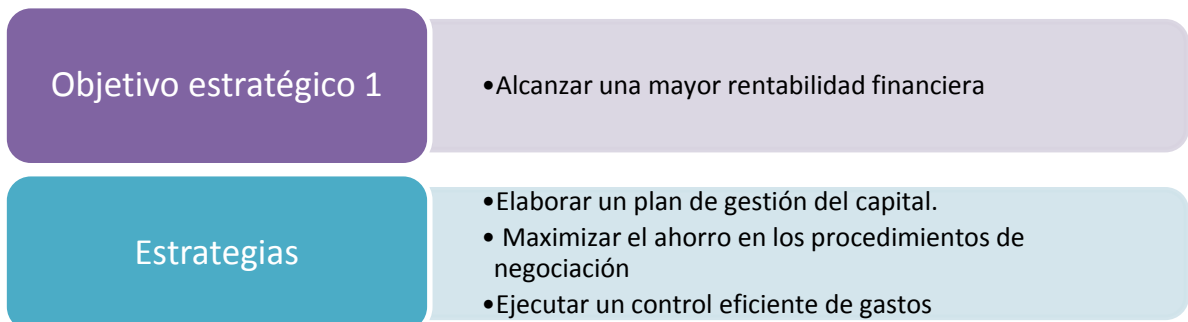 Objetivo estratégico 1
•Alcanzar una mayor rentabilidad financiera
Estrategias
•Elaborar un plan de gestión del capital.
• Maximizar el ahorro en los procedimientos de
negociación
•Ejecutar un control eficiente de gastos